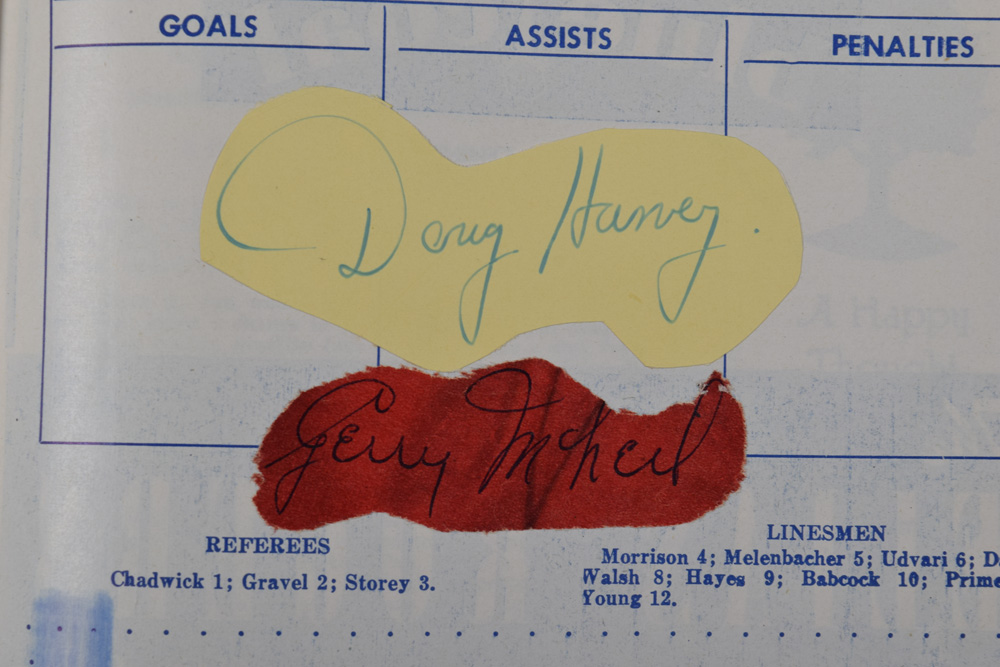 GOALS ASSISTS PENALTIES
Doug Harvey.
Gerry McNeil
REFEREES
Chadwick 1; Gravel 2; Storey 3.
LINESMEN
Morrison 4; Melenbacher 5; Udvari 6; D.
Walsh 8; Hayes 9; Babcock 10; Prime
Young 12.